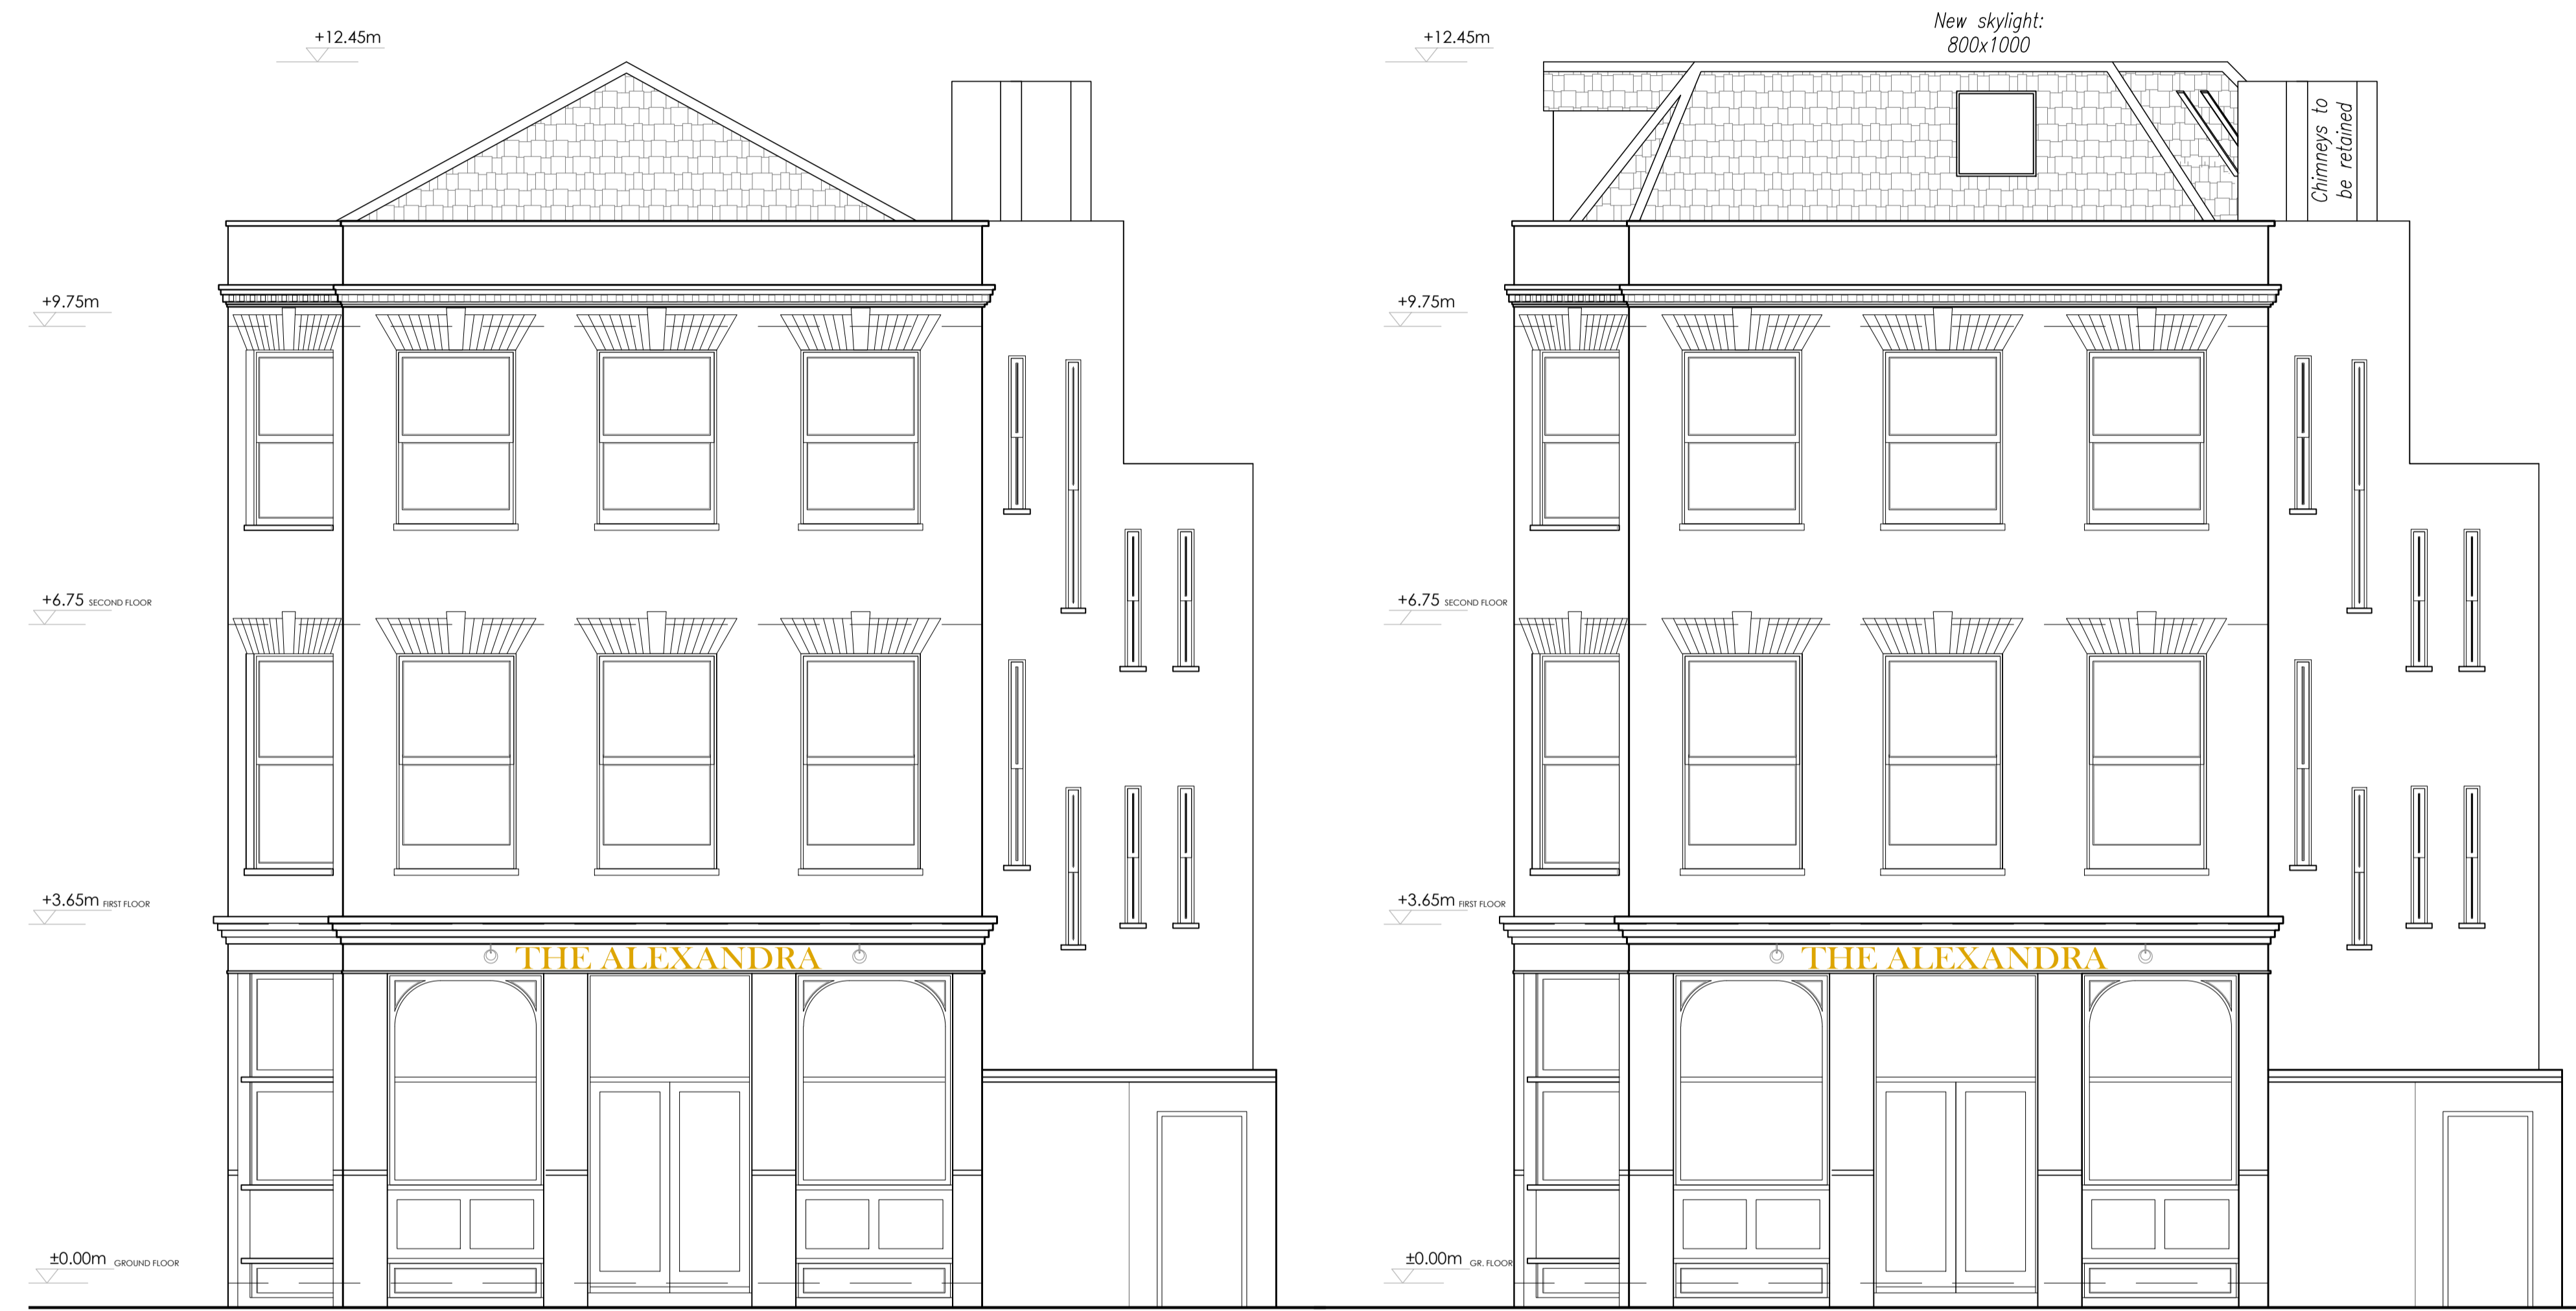 +12.45m
+9.75m
+6.75 SECOND FLOOR
+3.65m FIRST FLOOR
THE ALEXANDRA
±0.00m GROUND FLOOR
New skylight:
800x1000
+12.45m
Chimneys to
be retained
+9.75m
+6.75 SECOND FLOOR
+3.65m FIRST FLOOR
THE ALEXANDRA
±0.00m GR. FLOOR